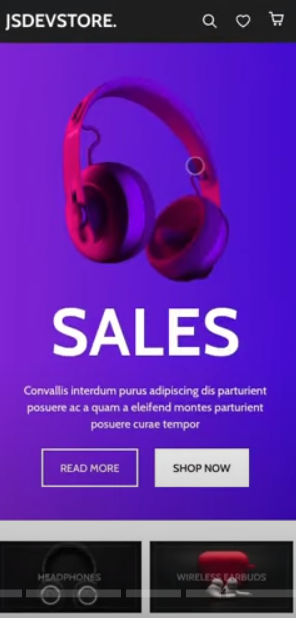 JSDEVSTORE.
SALES
Convallis interdum purus adipiscing dis parturient
posuere ac a quam a eleifend montes parturient
posuere curae tempor
READ MORE
SHOP NOW
HEADPHONES
WIRELESS EARBUDS